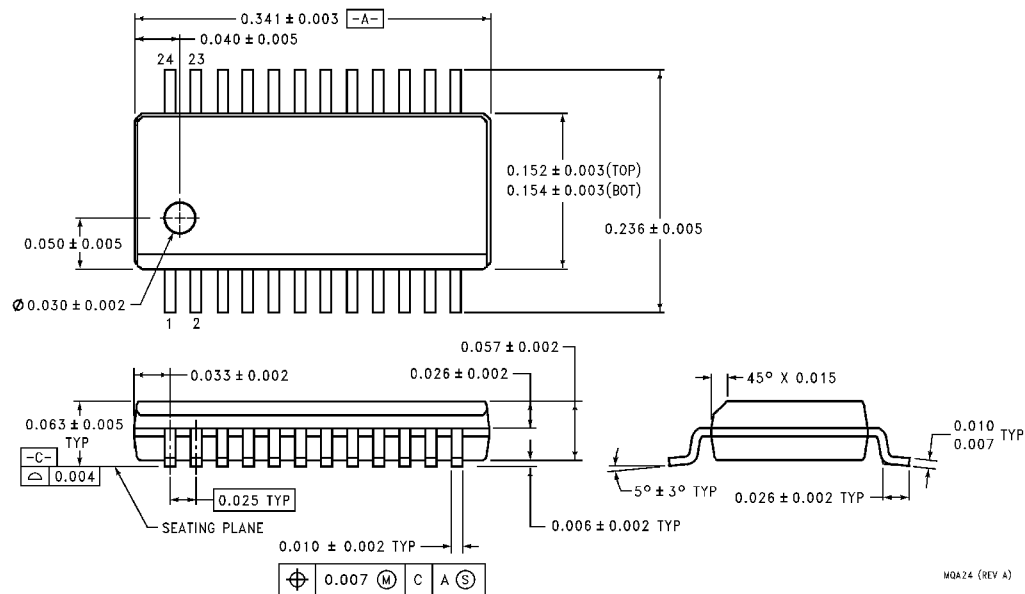 0.341 ± 0.003 -A-
0.040 ± 0.005
24 23
0.152 ± 0.003(TOP)
0.154 ± 0.003(BOT)
0.236 ± 0.005
0.050 ± 0.005
Ø 0.030 ± 0.002
1 2
0.057 ± 0.002
0.033 ± 0.002
0.026 ± 0.002
45° X 0.015
0.063 ± 0.005
TYP
0.010
0.007 TYP
-C-
⌓ 0.004
5° ± 3° TYP
0.026 ± 0.002 TYP
0.025 TYP
SEATING PLANE
0.006 ± 0.002 TYP
0.010 ± 0.002 TYP
⌖ 0.007 Ⓜ C A Ⓢ
MQA24 (REV A)